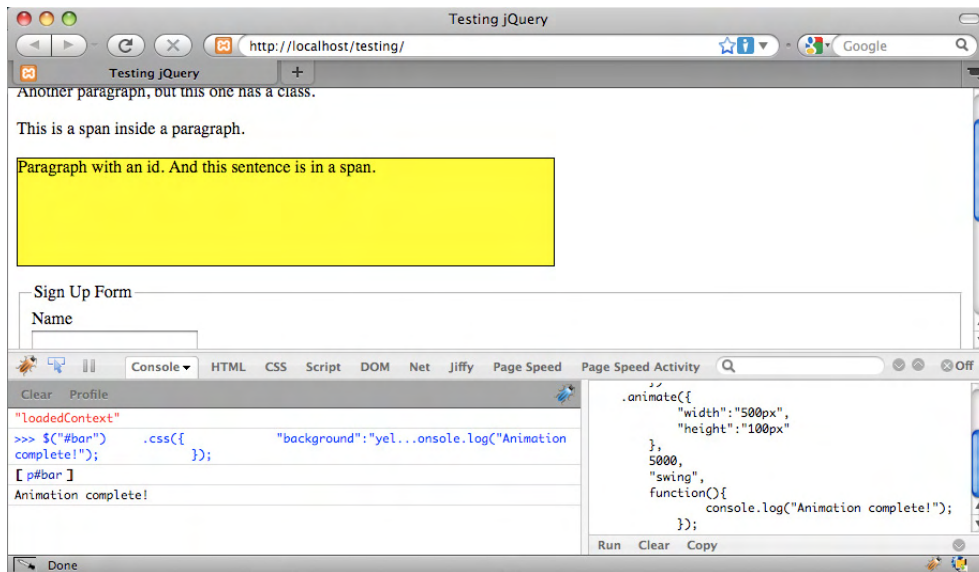 Testing jQuery
http://localhost/testing/
Google
Testing jQuery
+
Another paragraph, but this one has a class.
This is a span inside a paragraph.
Paragraph with an id. And this sentence is in a span.
Sign Up Form
Name
Console HTML CSS Script DOM Net Jiffy Page Speed Page Speed Activity Off
Clear Profile
"loadedContext"
>>> $("#bar") .css({ "background":"yel...onsole.log("Animation
complete!"); });
[ p#bar ]
Animation complete!
.animate({
"width":"500px",
"height":"100px"
},
5000,
"swing",
function(){
console.log("Animation complete!");
});
Run Clear Copy
Done